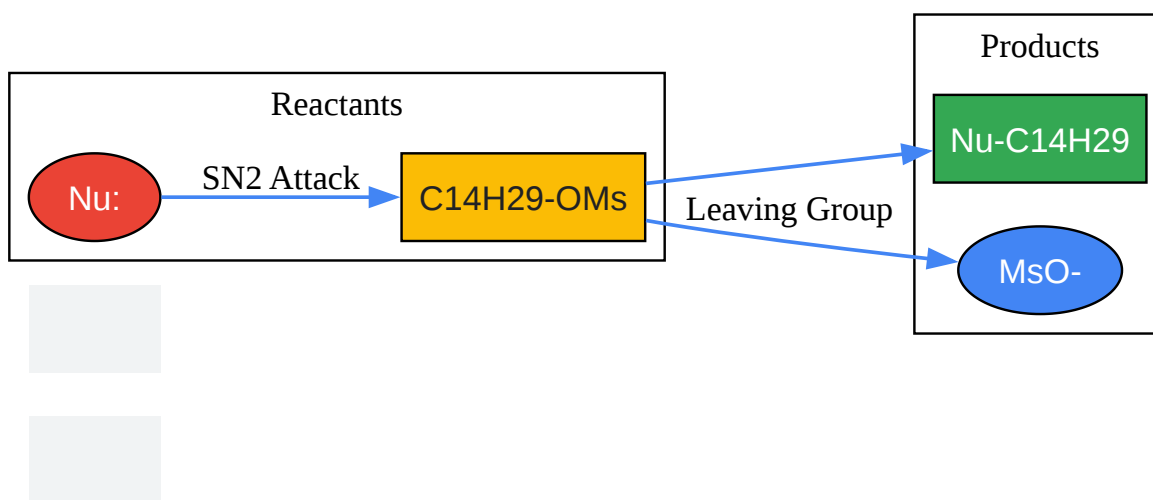 Reactants
Nu:
SN2 Attack
C14H29-OMs
Leaving Group
Products
Nu-C14H29
MsO-